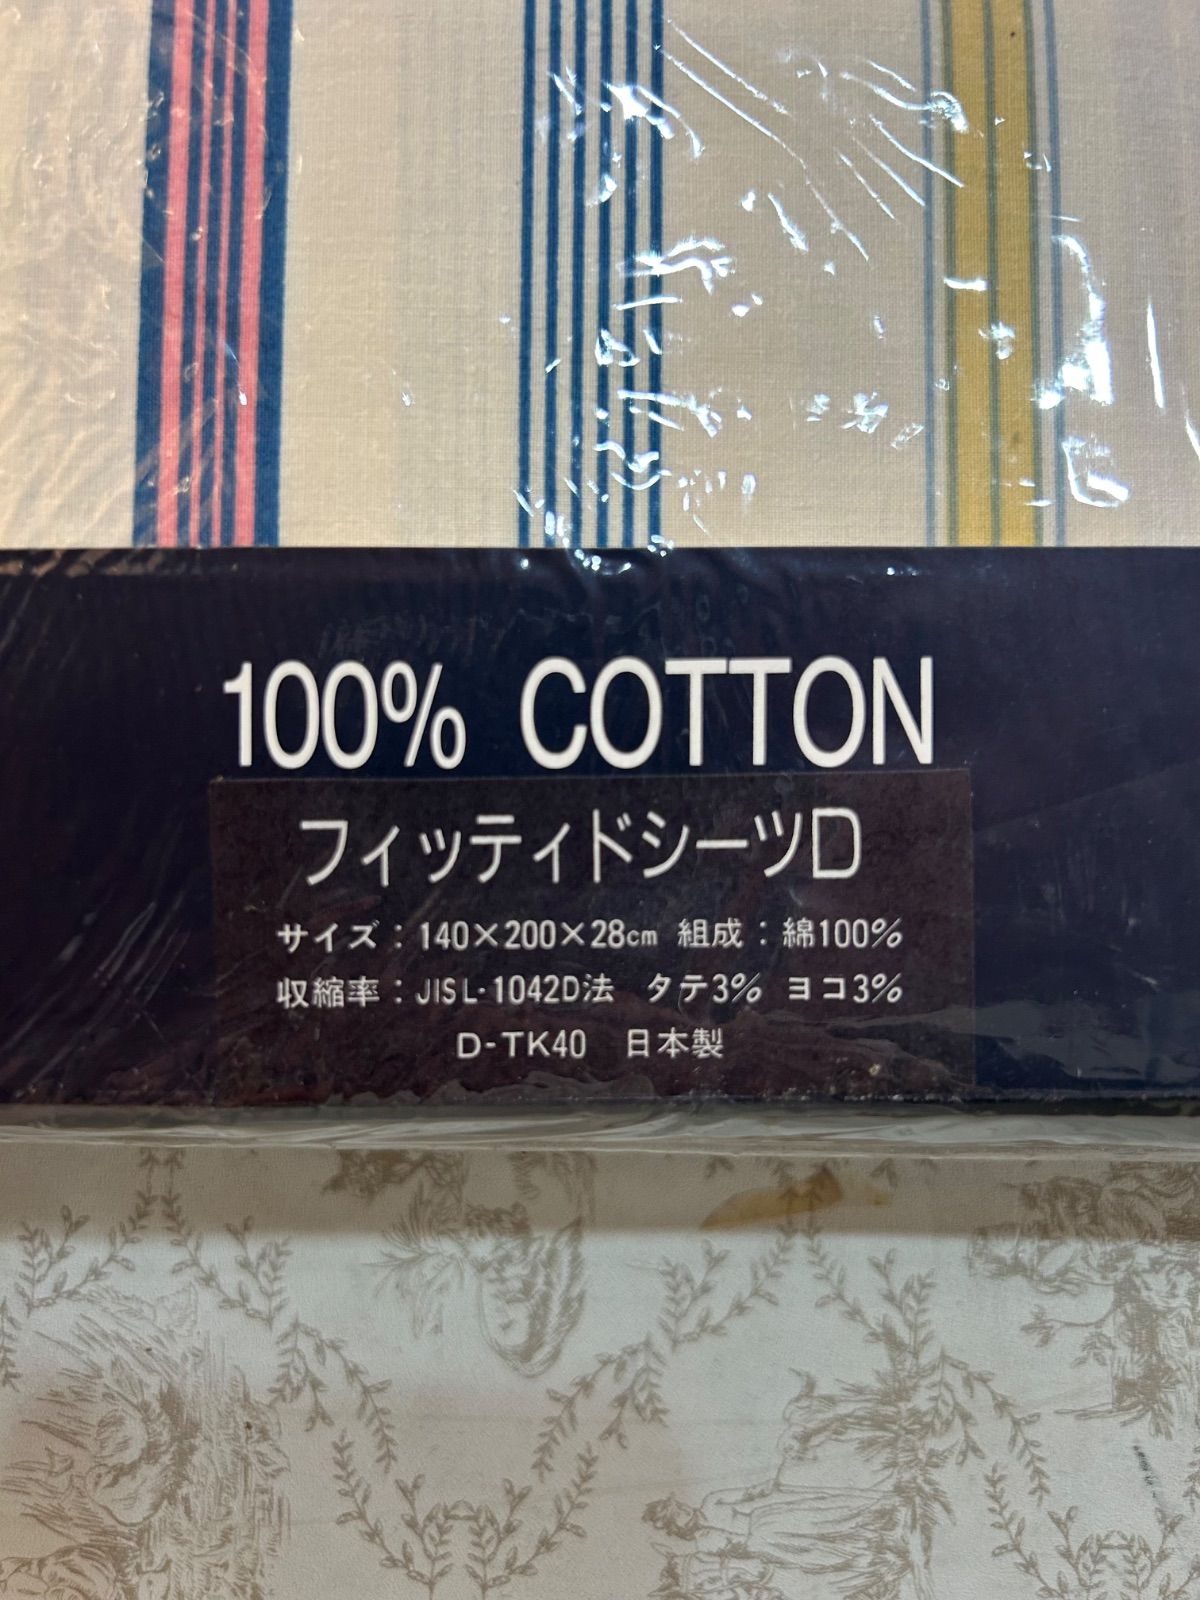 100% COTTON
フィッティドシーツD
サイズ：140×200×28cm 組成：綿100%
収縮率：JISL-1042D法 タテ3% ヨコ3%
D-TK40 日本製